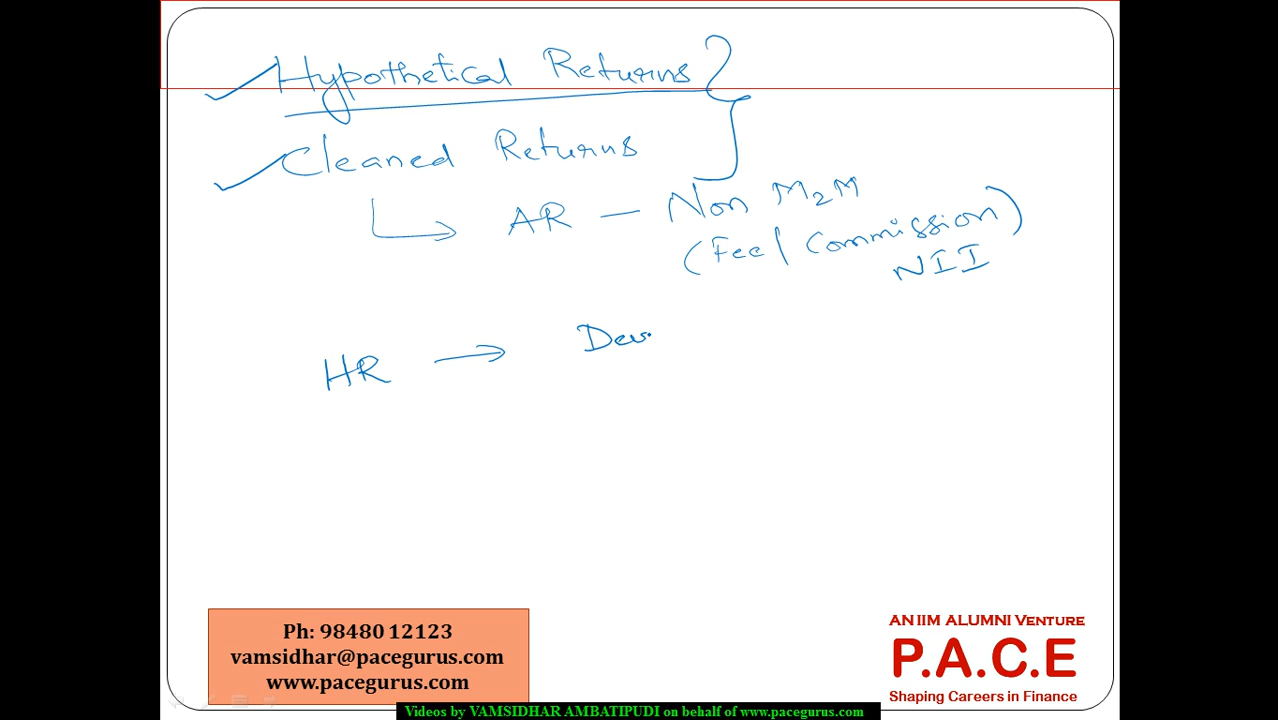 Hypothetical Returns
Cleaned Returns
AR — Non M2M
(Fee/ Commission)
NII
HR → 
Ph: 98480 12123
vamsidhar@pacegurus.com
www.pacegurus.com
AN IIM ALUMNI VENTURE
P.A.C.E
Shaping Careers in Finance
Videos by VAMSIDHAR AMBATIPUDI on behalf of www.pacegurus.com